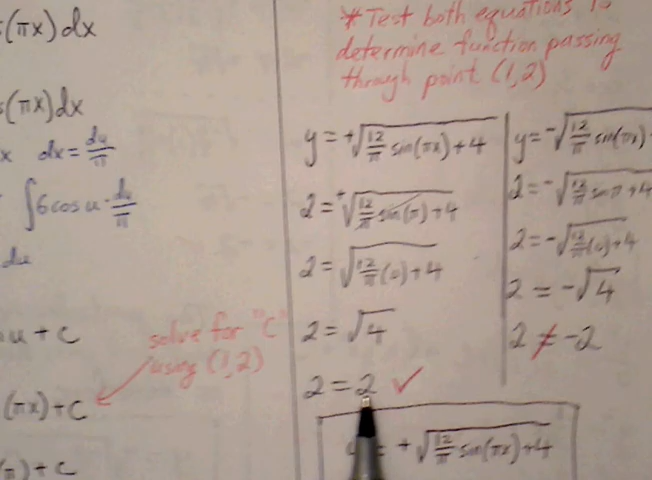 (πx) dx
(πx) dx
x dx = du/π
∫ 6 cos u · du/π
du
u + C
solve for "C"
using (1,2)
(πx) + C
(π) + C
* Test both equations to
determine function passing
through point (1,2)
y = +√(12/π sin(πx) + 4)
2 = +√(12/π sin(π) + 4)
2 = √(12/π (0) + 4)
2 = √4
2 = 2 ✓
= +√(12/π sin(πx) + 4)
y = -√(12/π sin(πx)
2 = -√(12/π sin π + 4
2 = -√(12/π (0) + 4
2 = -√4
2 ≠ -2